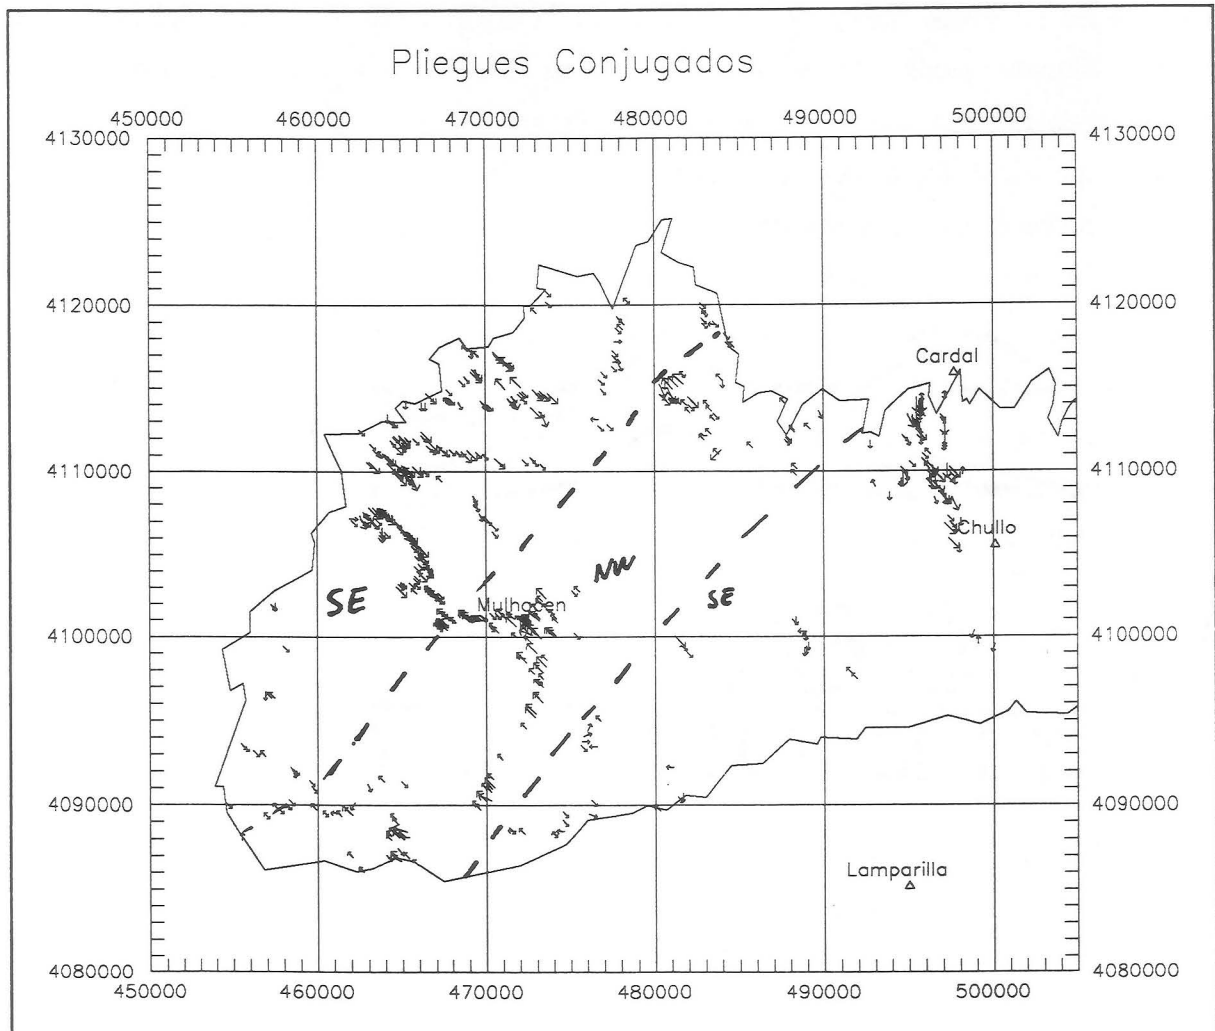 Pliegues Conjugados
450000 460000 470000 480000 490000 500000
4130000 4130000
4120000 4120000
Cardal
4110000 4110000
Chullo
NW
SE SE
Mulhacen
4100000 4100000
4090000 4090000
Lamparilla
4080000 4080000
450000 460000 470000 480000 490000 500000